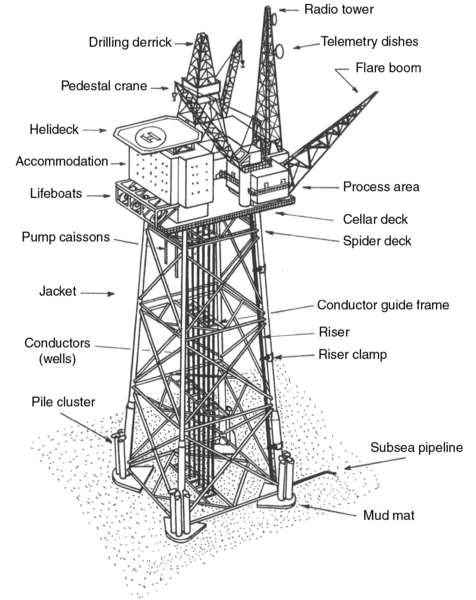 Radio tower
Drilling derrick
Telemetry dishes
Flare boom
Pedestal crane
Helideck
H
Accommodation
Process area
Lifeboats
Cellar deck
Pump caissons
Spider deck
Jacket
Conductor guide frame
Riser
Conductors
(wells)
Riser clamp
Pile cluster
Subsea pipeline
Mud mat